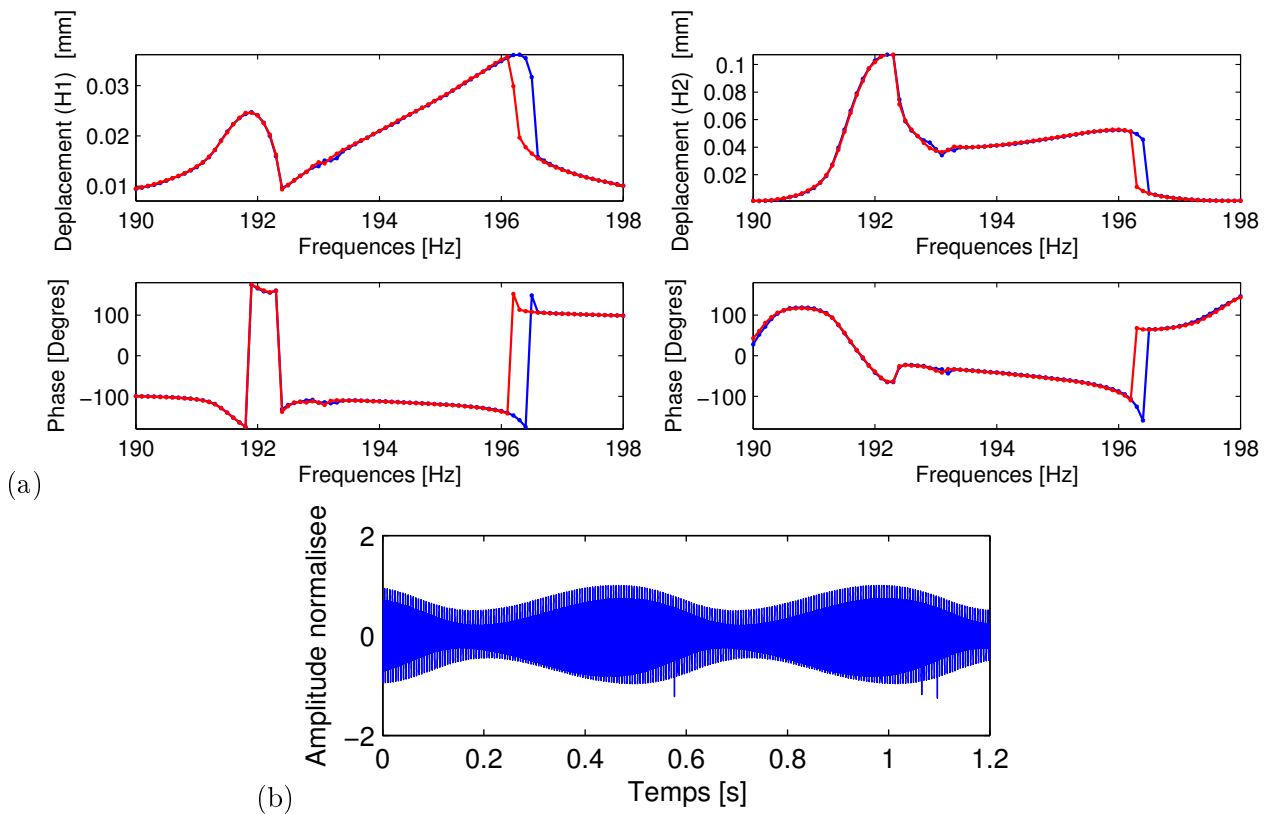 Deplacement (H1) [mm]
0.03
0.02
0.01
190 192 194 196 198
Frequences [Hz]
Deplacement (H2) [mm]
0.1
0.08
0.06
0.04
0.02
190 192 194 196 198
Frequences [Hz]
Phase [Degres]
100
0
−100
190 192 194 196 198
Frequences [Hz]
Phase [Degres]
100
0
−100
190 192 194 196 198
Frequences [Hz]
(a)
Amplitude normalisee
2
0
−2
0 0.2 0.4 0.6 0.8 1 1.2
Temps [s]
(b)